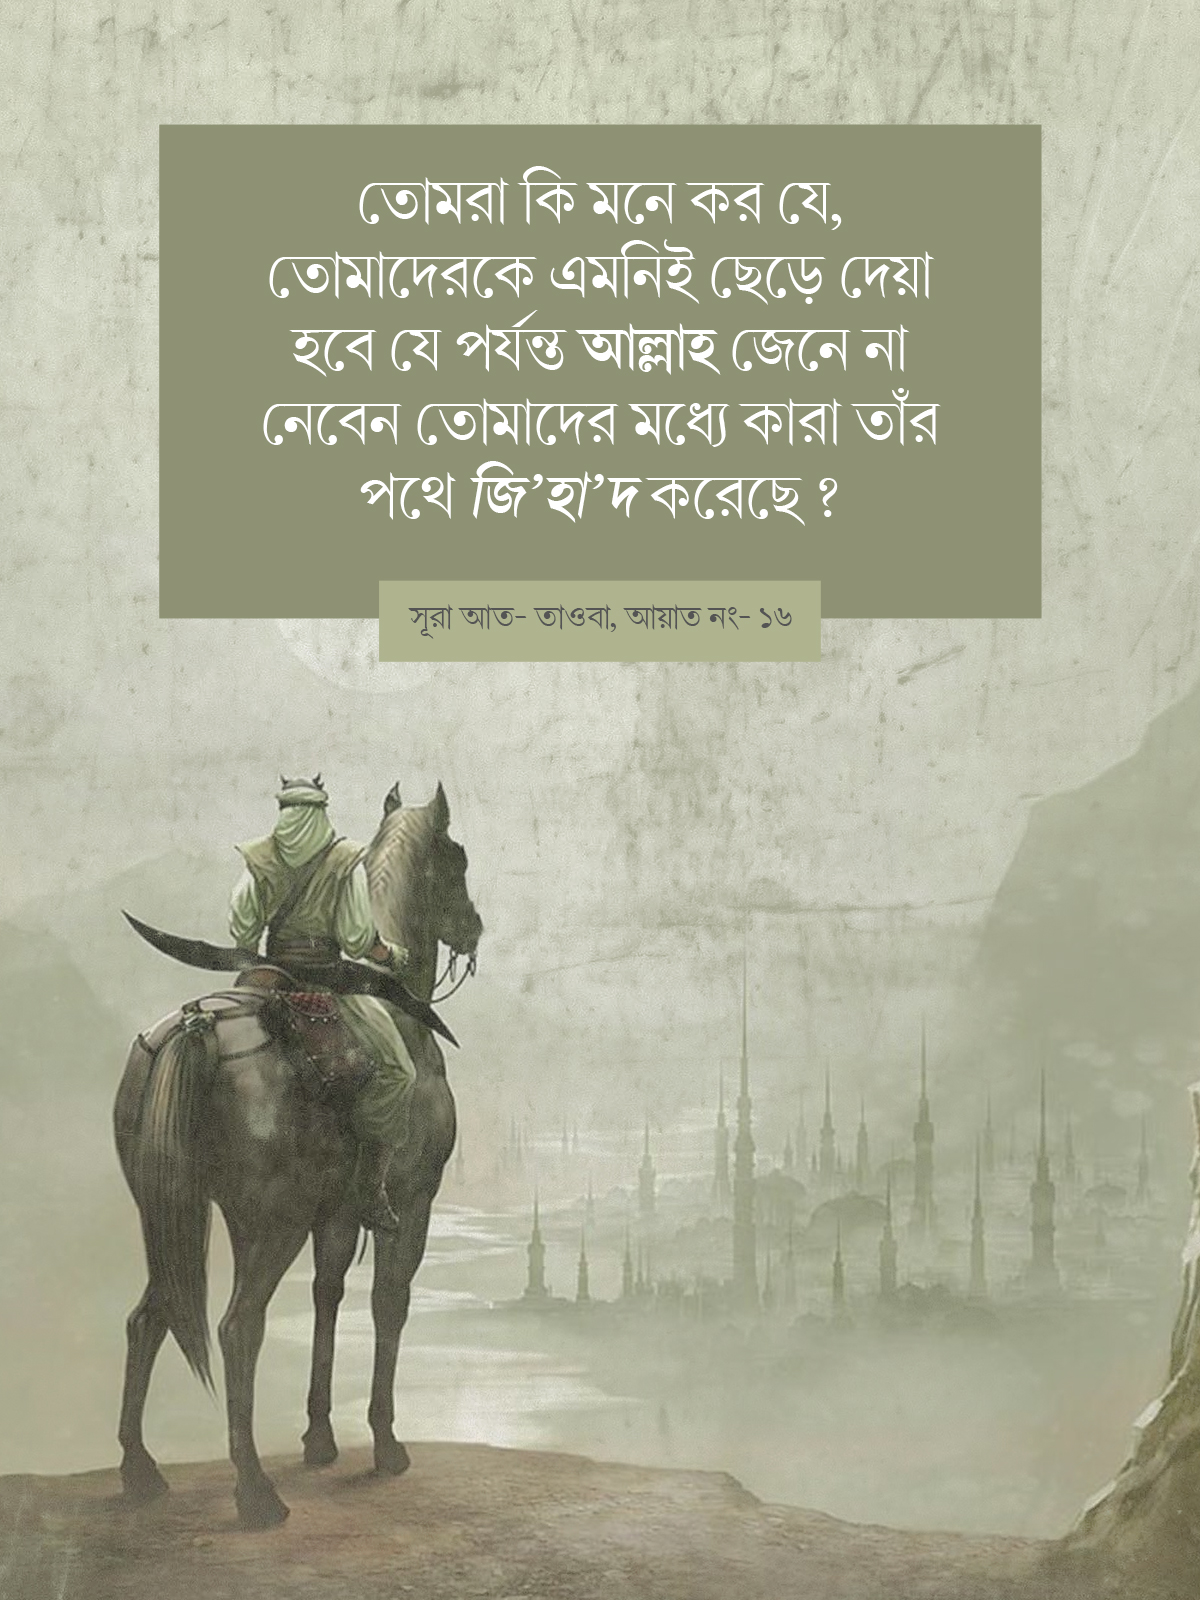 তোমরা কি মনে কর যে,
তোমাদেরকে এমনিই ছেড়ে দেয়া
হবে যে পর্যন্ত আল্লাহ জেনে না
নেবেন তোমাদের মধ্যে কারা তাঁর
পথে জি’হা’দ করেছে ?
সূরা আত- তাওবা, আয়াত নং- ১৬